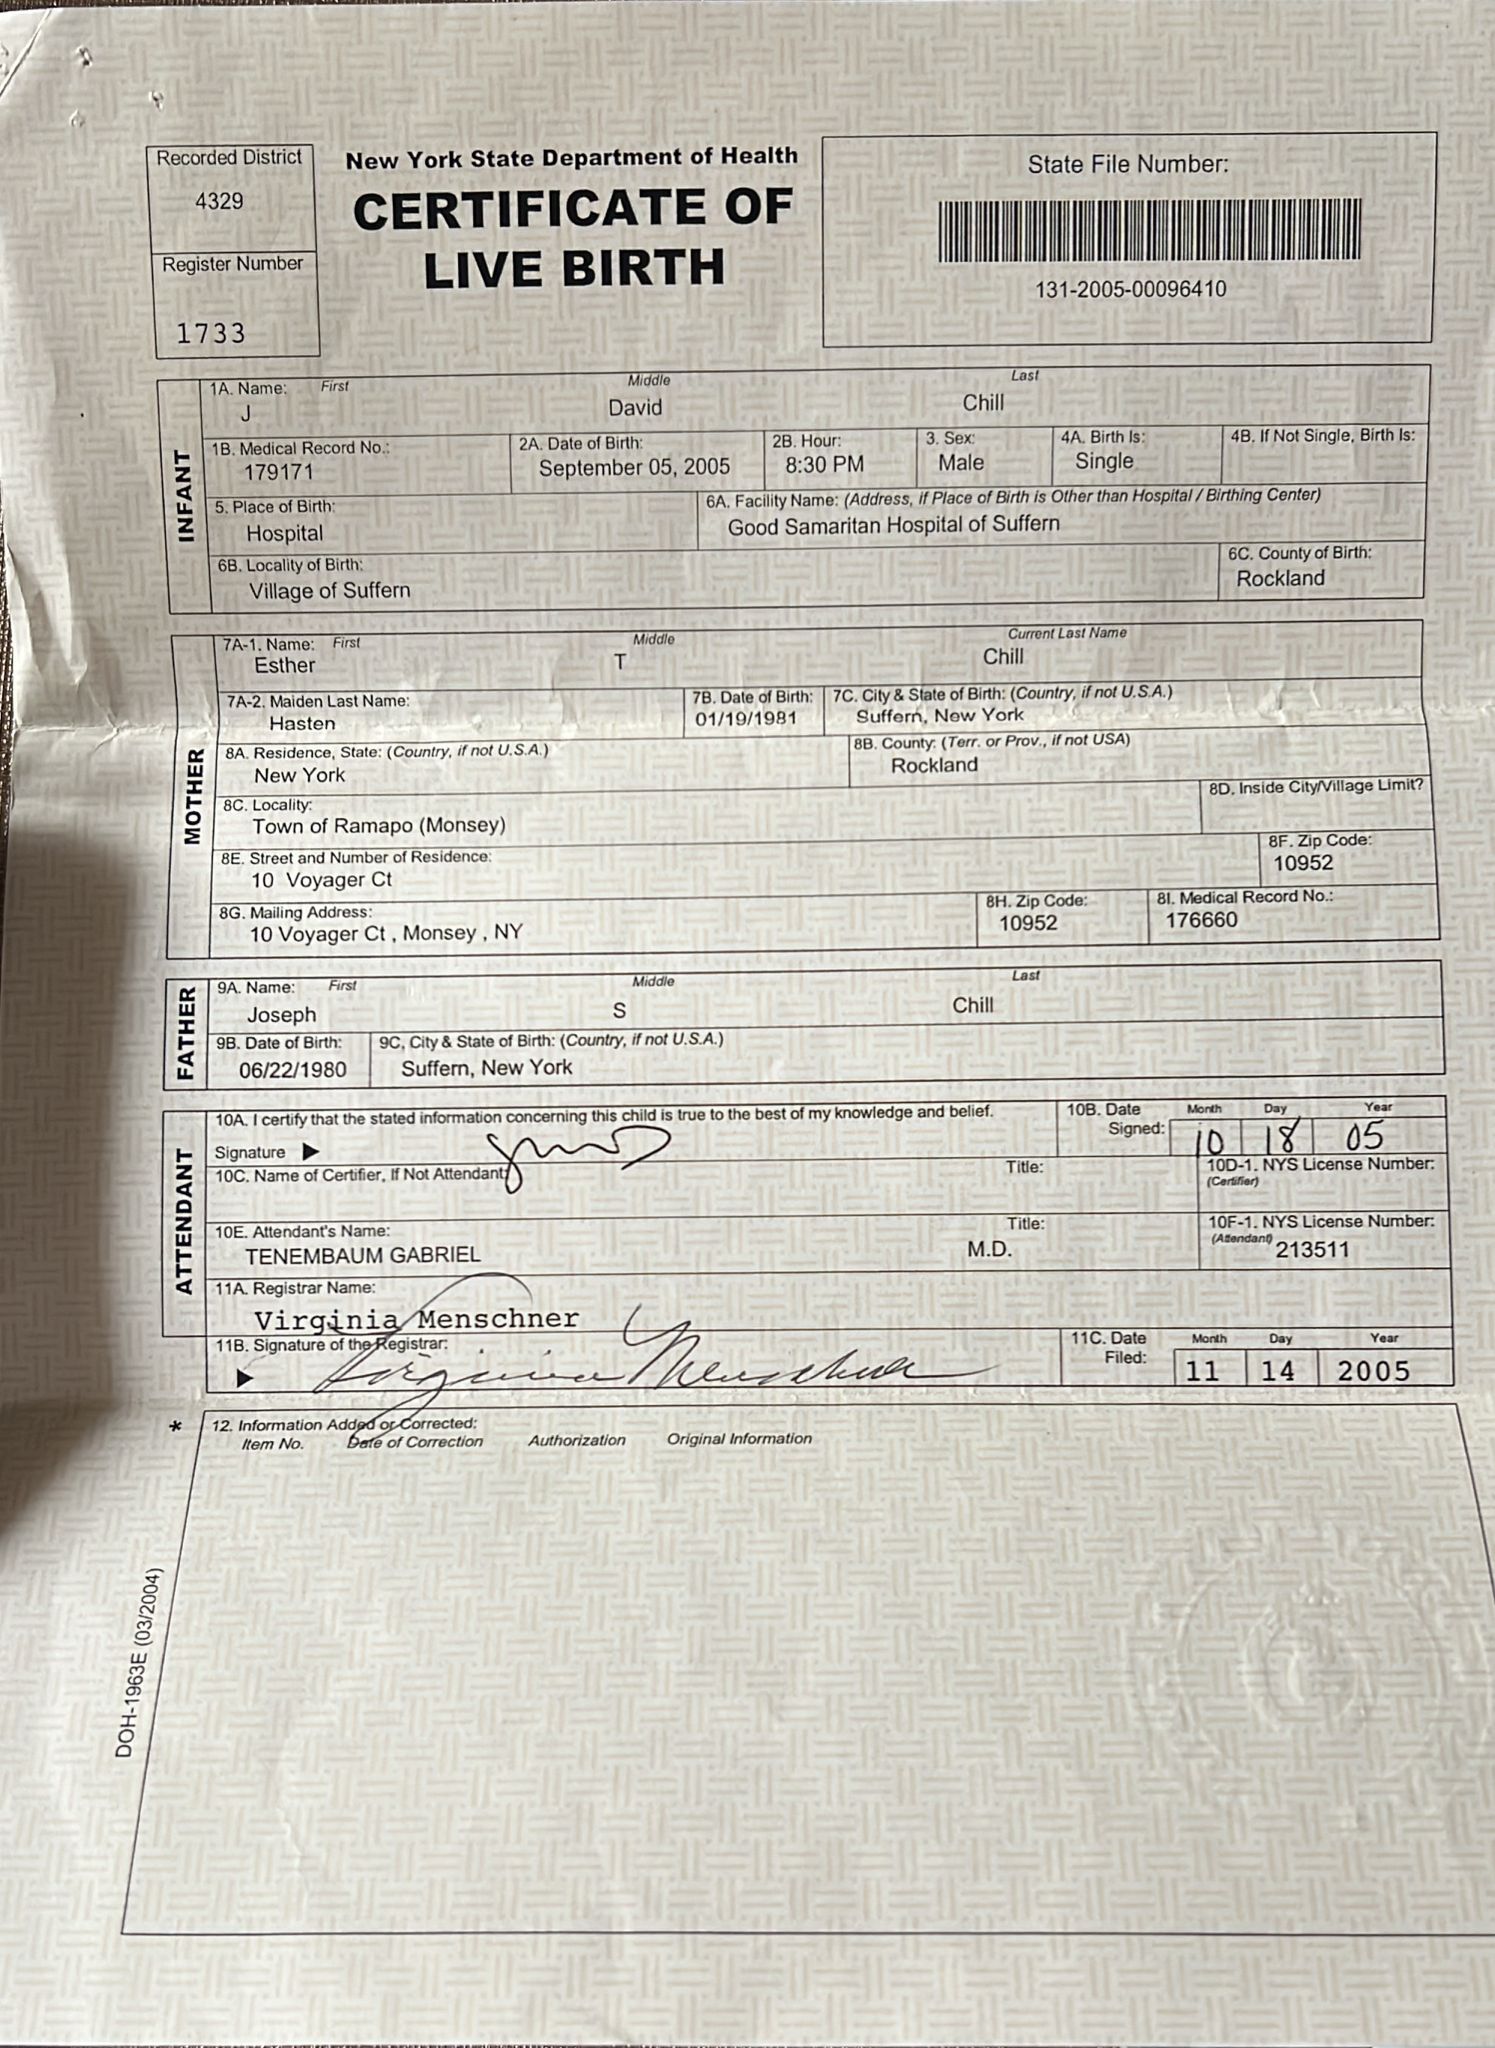 Recorded District
4329
Register Number
1733
New York State Department of Health
CERTIFICATE OF
LIVE BIRTH
State File Number:
131-2005-00096410
INFANT
1A. Name: First Middle Last
J David Chill
1B. Medical Record No.: 2A. Date of Birth: 2B. Hour: 3. Sex: 4A. Birth Is: 4B. If Not Single, Birth Is:
179171 September 05, 2005 8:30 PM Male Single
5. Place of Birth: 6A. Facility Name: (Address, if Place of Birth is Other than Hospital / Birthing Center)
Hospital Good Samaritan Hospital of Suffern
6B. Locality of Birth: 6C. County of Birth:
Village of Suffern Rockland
MOTHER
7A-1. Name: First Middle Current Last Name
Esther T Chill
7A-2. Maiden Last Name: 7B. Date of Birth: 7C. City & State of Birth: (Country, if not U.S.A.)
Hasten 01/19/1981 Suffern, New York
8A. Residence, State: (Country, if not U.S.A.) 8B. County: (Terr. or Prov., if not USA)
New York Rockland
8C. Locality: 8D. Inside City/Village Limit?
Town of Ramapo (Monsey)
8E. Street and Number of Residence: 8F. Zip Code:
10 Voyager Ct 10952
8G. Mailing Address: 8H. Zip Code: 8I. Medical Record No.:
10 Voyager Ct , Monsey , NY 10952 176660
FATHER
9A. Name: First Middle Last
Joseph S Chill
9B. Date of Birth: 9C. City & State of Birth: (Country, if not U.S.A.)
06/22/1980 Suffern, New York
ATTENDANT
10A. I certify that the stated information concerning this child is true to the best of my knowledge and belief. 10B. Date Month Day Year
Signature Signed: 10 18 05
10C. Name of Certifier, If Not Attendant: Title: 10D-1. NYS License Number:
(Certifier)
10E. Attendant's Name: Title: 10F-1. NYS License Number:
(Attendant)
TENEMBAUM GABRIEL M.D. 213511
11A. Registrar Name:
Virginia Menschner
11B. Signature of the Registrar: 11C. Date Month Day Year
Virginia Menschner Filed: 11 14 2005
* 12. Information Added or Corrected:
Item No. Date of Correction Authorization Original Information
DOH-1963E (03/2004)